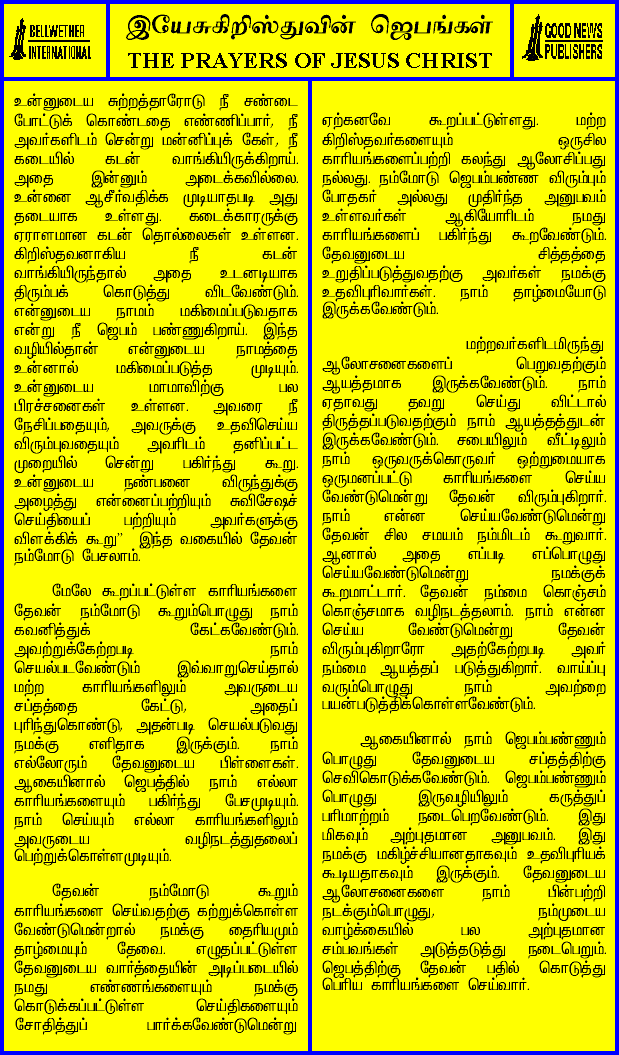 BELLWETHER
INTERNATIONAL
இயேசுகிறிஸ்துவின் ஜெபங்கள்
THE PRAYERS OF JESUS CHRIST
GOOD NEWS
PUBLISHERS
உன்னுடைய சுற்றத்தாரோடு நீ சண்டை
போட்டுக் கொண்டதை எண்ணிப்பார், நீ
அவர்களிடம் சென்று மன்னிப்புக் கேள், நீ
கடையில் கடன் வாங்கியிருக்கிறாய்.
அதை இன்னும் அடைக்கவில்லை.
உன்னை ஆசீர்வதிக்க முடியாதபடி அது
தடையாக உள்ளது. கடைக்காரருக்கு
ஏராளமான கடன் தொல்லைகள் உள்ளன.
கிறிஸ்தவனாகிய நீ கடன்
வாங்கியிருந்தால் அதை உடனடியாக
திரும்பக் கொடுத்து விடவேண்டும்.
என்னுடைய நாமம் மகிமைப்படுவதாக
என்று நீ ஜெபம் பண்ணுகிறாய். இந்த
வழியில்தான் என்னுடைய நாமத்தை
உன்னால் மகிமைப்படுத்த முடியும்.
உன்னுடைய மாமாவிற்கு பல
பிரச்சனைகள் உள்ளன. அவரை நீ
நேசிப்பதையும், அவருக்கு உதவிசெய்ய
விரும்புவதையும் அவரிடம் தனிப்பட்ட
முறையில் சென்று பகிர்ந்து கூறு.
உன்னுடைய நண்பனை விருந்துக்கு
அழைத்து என்னைப்பற்றியும் சுவிசேஷச்
செய்தியைப் பற்றியும் அவர்களுக்கு
விளக்கிக் கூறு” இந்த வகையில் தேவன்
நம்மோடு பேசலாம்.
மேலே கூறப்பட்டுள்ள காரியங்களை
தேவன் நம்மோடு கூறும்பொழுது நாம்
கவனித்துக் கேட்கவேண்டும்.
அவற்றுக்கேற்றபடி நாம்
செயல்படவேண்டும் இவ்வாறுசெய்தால்
மற்ற காரியங்களிலும் அவருடைய
சப்தத்தை கேட்டு, அதைப்
புரிந்துகொண்டு, அதன்படி செயல்படுவது
நமக்கு எளிதாக இருக்கும். நாம்
எல்லோரும் தேவனுடைய பிள்ளைகள்.
ஆகையினால் ஜெபத்தில் நாம் எல்லா
காரியங்களையும் பகிர்ந்து பேசமுடியும்.
நாம் செய்யும் எல்லா காரியங்களிலும்
அவருடைய வழிநடத்துதலைப்
பெற்றுக்கொள்ளமுடியும்.
தேவன் நம்மோடு கூறும்
காரியங்களை செய்வதற்கு கற்றுக்கொள்ள
வேண்டுமென்றால் நமக்கு தைரியமும்
தாழ்மையும் தேவை. எழுதப்பட்டுள்ள
தேவனுடைய வார்த்தையின் அடிப்படையில்
நமது எண்ணங்களையும் நமக்கு
கொடுக்கப்பட்டுள்ள செய்திகளையும்
சோதித்துப் பார்க்கவேண்டுமென்று
ஏற்கனவே கூறப்பட்டுள்ளது. மற்ற
கிறிஸ்தவர்களையும் ஒருசில
காரியங்களைப்பற்றி கலந்து ஆலோசிப்பது
நல்லது. நம்மோடு ஜெபம்பண்ண விரும்பும்
போதகர் அல்லது முதிர்ந்த அனுபவம்
உள்ளவர்கள் ஆகியோரிடம் நமது
காரியங்களைப் பகிர்ந்து கூறவேண்டும்.
தேவனுடைய சித்தத்தை
உறுதிப்படுத்துவதற்கு அவர்கள் நமக்கு
உதவிபுரிவார்கள். நாம் தாழ்மையோடு
இருக்கவேண்டும்.
மற்றவர்களிடமிருந்து
ஆலோசனைகளைப் பெறுவதற்கும்
ஆயத்தமாக இருக்கவேண்டும். நாம்
ஏதாவது தவறு செய்து விட்டால்
திருத்தப்படுவதற்கும் நாம் ஆயத்தத்துடன்
இருக்கவேண்டும். சபையிலும் வீட்டிலும்
நாம் ஒருவருக்கொருவர் ஒற்றுமையாக
ஒருமனப்பட்டு காரியங்களை செய்ய
வேண்டுமென்று தேவன் விரும்புகிறார்.
நாம் என்ன செய்யவேண்டுமென்று
தேவன் சில சமயம் நம்மிடம் கூறுவார்.
ஆனால் அதை எப்படி எப்பொழுது
செய்யவேண்டுமென்று நமக்குக்
கூறமாட்டார். தேவன் நம்மை கொஞ்சம்
கொஞ்சமாக வழிநடத்தலாம். நாம் என்ன
செய்ய வேண்டுமென்று தேவன்
விரும்புகிறாரோ அதற்கேற்றபடி அவர்
நம்மை ஆயத்தப் படுத்துகிறார். வாய்ப்பு
வரும்பொழுது நாம் அவற்றை
பயன்படுத்திக்கொள்ளவேண்டும்.
ஆகையினால் நாம் ஜெபம்பண்ணும்
பொழுது தேவனுடைய சப்தத்திற்கு
செவிகொடுக்கவேண்டும். ஜெபம்பண்ணும்
பொழுது இருவழியிலும் கருத்துப்
பரிமாற்றம் நடைபெறவேண்டும். இது
மிகவும் அற்புதமான அனுபவம். இது
நமக்கு மகிழ்ச்சியானதாகவும் உதவிபுரியக்
கூடியதாகவும் இருக்கும். தேவனுடைய
ஆலோசனைகளை நாம் பின்பற்றி
நடக்கும்பொழுது, நம்முடைய
வாழ்க்கையில் பல அற்புதமான
சம்பவங்கள் அடுத்தடுத்து நடைபெறும்.
ஜெபத்திற்கு தேவன் பதில் கொடுத்து
பெரிய காரியங்களை செய்வார்.